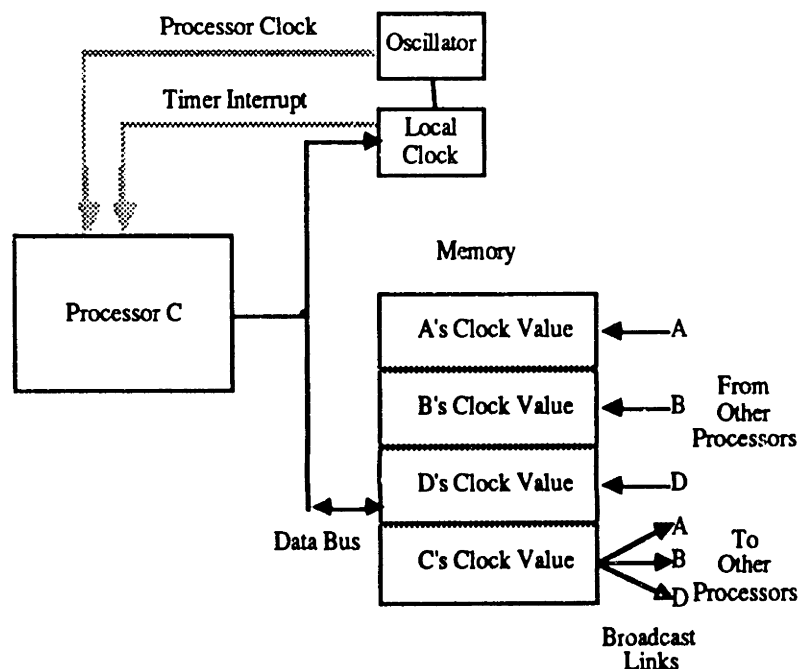 Processor Clock
Oscillator
Timer Interrupt
Local
Clock
Memory
Processor C
A's Clock Value
A
B's Clock Value
B
From
Other
Processors
D's Clock Value
D
Data Bus
C's Clock Value
A
B
D
To
Other
Processors
Broadcast
Links